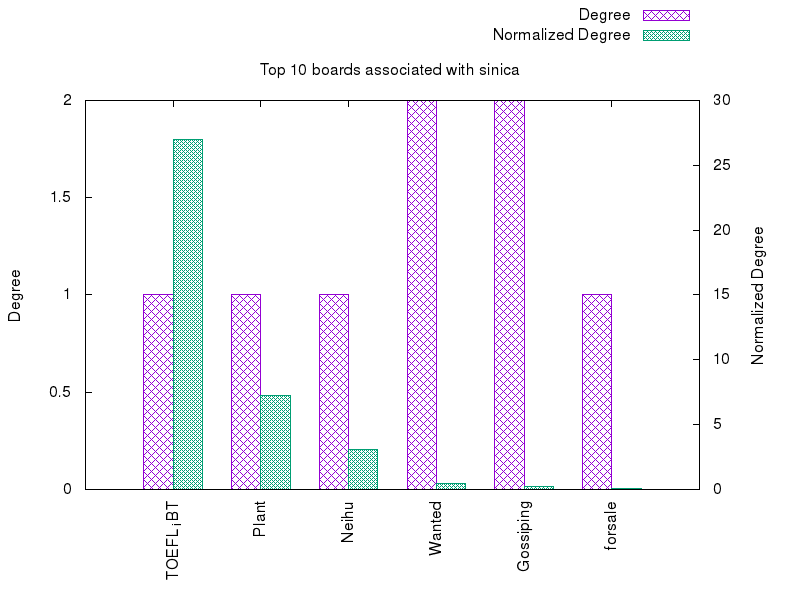 Degree
Normalized Degree
Top 10 boards associated with sinica
2
1.5
1
0.5
0
30
25
20
15
10
5
0
Degree
Normalized Degree
TOEFLiBT
Plant
Neihu
Wanted
Gossiping
forsale